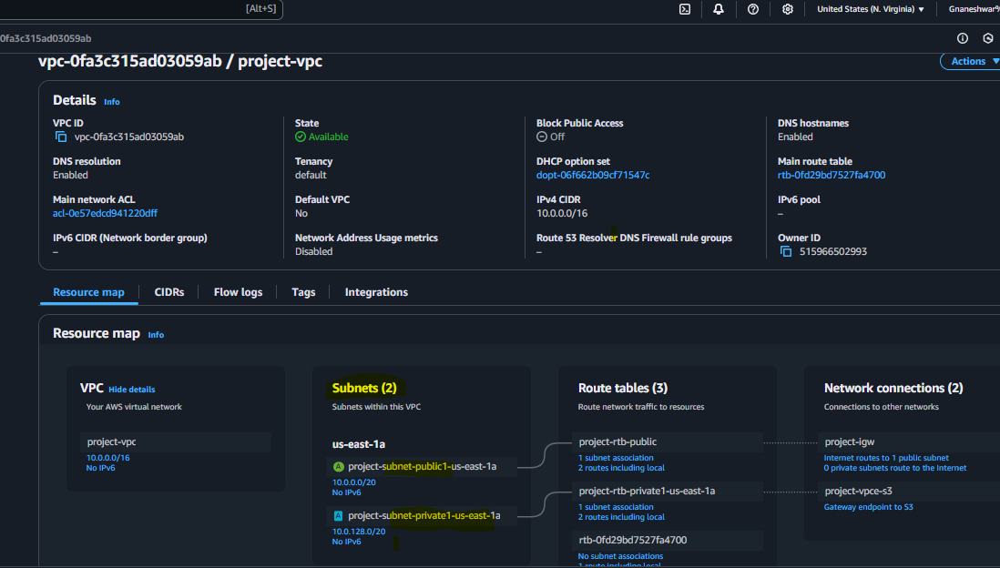 [Alt+S]
United States (N. Virginia)
Gnaneshwar
0fa3c315ad03059ab
vpc-0fa3c315ad03059ab / project-vpc
Actions
Details Info
VPC ID
vpc-0fa3c315ad03059ab
State
Available
Block Public Access
Off
DNS hostnames
Enabled
DNS resolution
Enabled
Tenancy
default
DHCP option set
dopt-06f662b09cf71547c
Main route table
rtb-0fd29bd7527fa4700
Main network ACL
acl-0e57edcd941220dff
Default VPC
No
IPv4 CIDR
10.0.0.0/16
IPv6 pool
–
IPv6 CIDR (Network border group)
–
Network Address Usage metrics
Disabled
Route 53 Resolver DNS Firewall rule groups
–
Owner ID
515966502993
Resource map
CIDRs
Flow logs
Tags
Integrations
Resource map Info
VPC Hide details
Your AWS virtual network
project-vpc
10.0.0.0/16
No IPv6
Subnets (2)
Subnets within this VPC
us-east-1a
A project-subnet-public1-us-east-1a
10.0.0.0/20
No IPv6
A project-subnet-private1-us-east-1a
10.0.128.0/20
No IPv6
Route tables (3)
Route network traffic to resources
project-rtb-public
1 subnet association
2 routes including local
project-rtb-private1-us-east-1a
1 subnet association
2 routes including local
rtb-0fd29bd7527fa4700
No subnet associations
1 route including local
Network connections (2)
Connections to other networks
project-igw
Internet routes to 1 public subnet
0 private subnets route to the Internet
project-vpce-s3
Gateway endpoint to S3